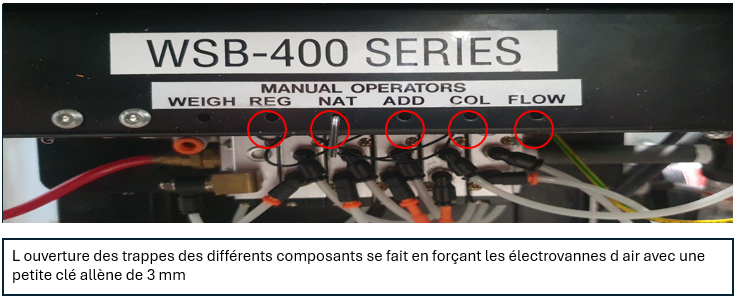 WSB-400 SERIES
MANUAL OPERATORS
WEIGH REG NAT ADD COL FLOW
L ouverture des trappes des différents composants se fait en forçant les électrovannes d air avec une
petite clé allène de 3 mm